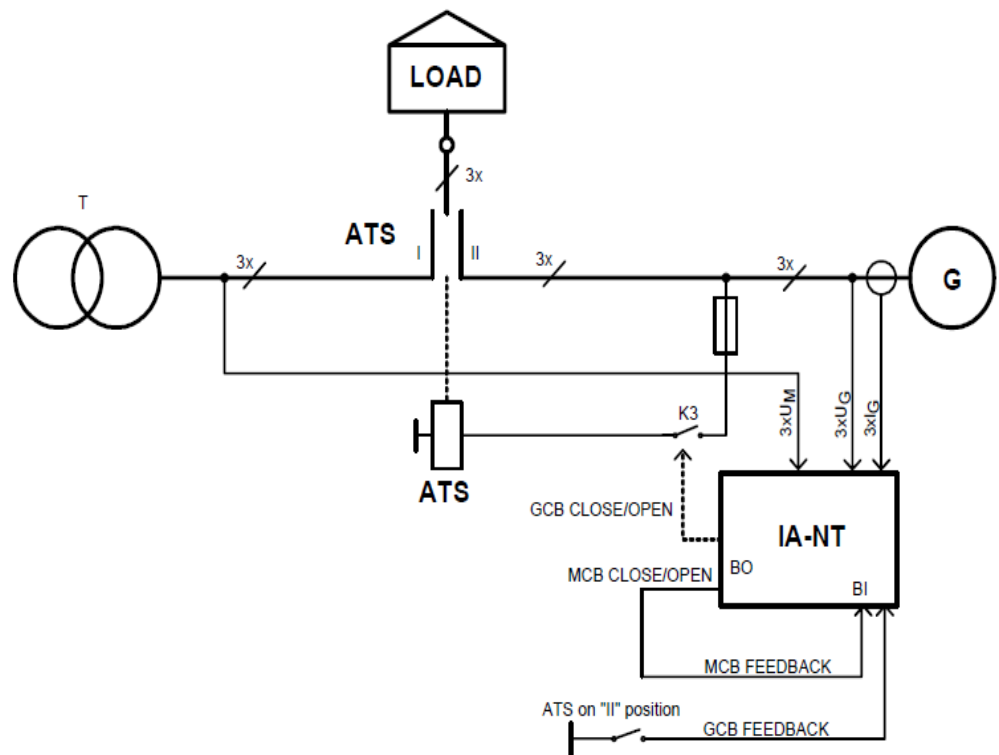 LOAD
3x
T
ATS
I
II
3x
3x
3x
G
3xUM
3xUG
3xIG
K3
ATS
GCB CLOSE/OPEN
IA-NT
MCB CLOSE/OPEN
BO
BI
MCB FEEDBACK
ATS on "II" position
GCB FEEDBACK